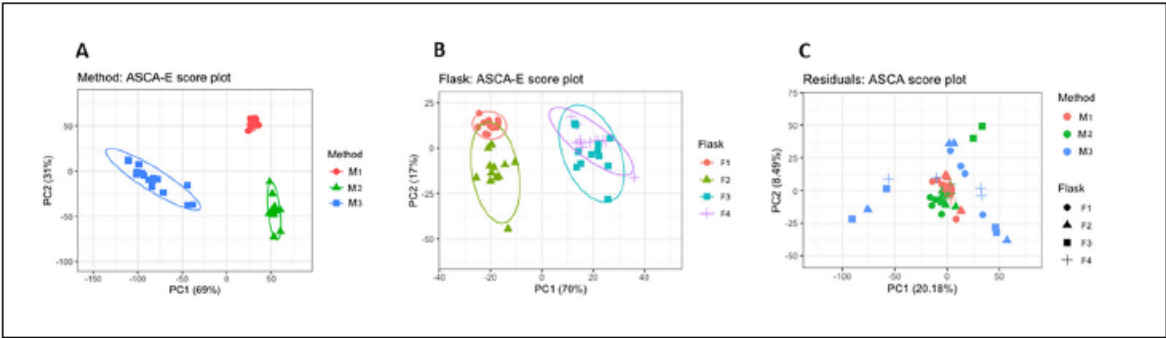 A
Method: ASCA-E score plot
PC2 (31%)
50
0
-50
-100
-150
-100
-50
0
50
PC1 (69%)
Method
M1
M2
M3
B
Flask: ASCA-E score plot
PC2 (17%)
25
0
-25
-50
-40
-20
0
20
40
PC1 (70%)
Flask
F1
F2
F3
F4
C
Residuals: ASCA score plot
PC2 (8.49%)
75
50
25
0
-25
-50
-100
-50
0
50
PC1 (20.18%)
Method
M1
M2
M3
Flask
F1
F2
F3
F4